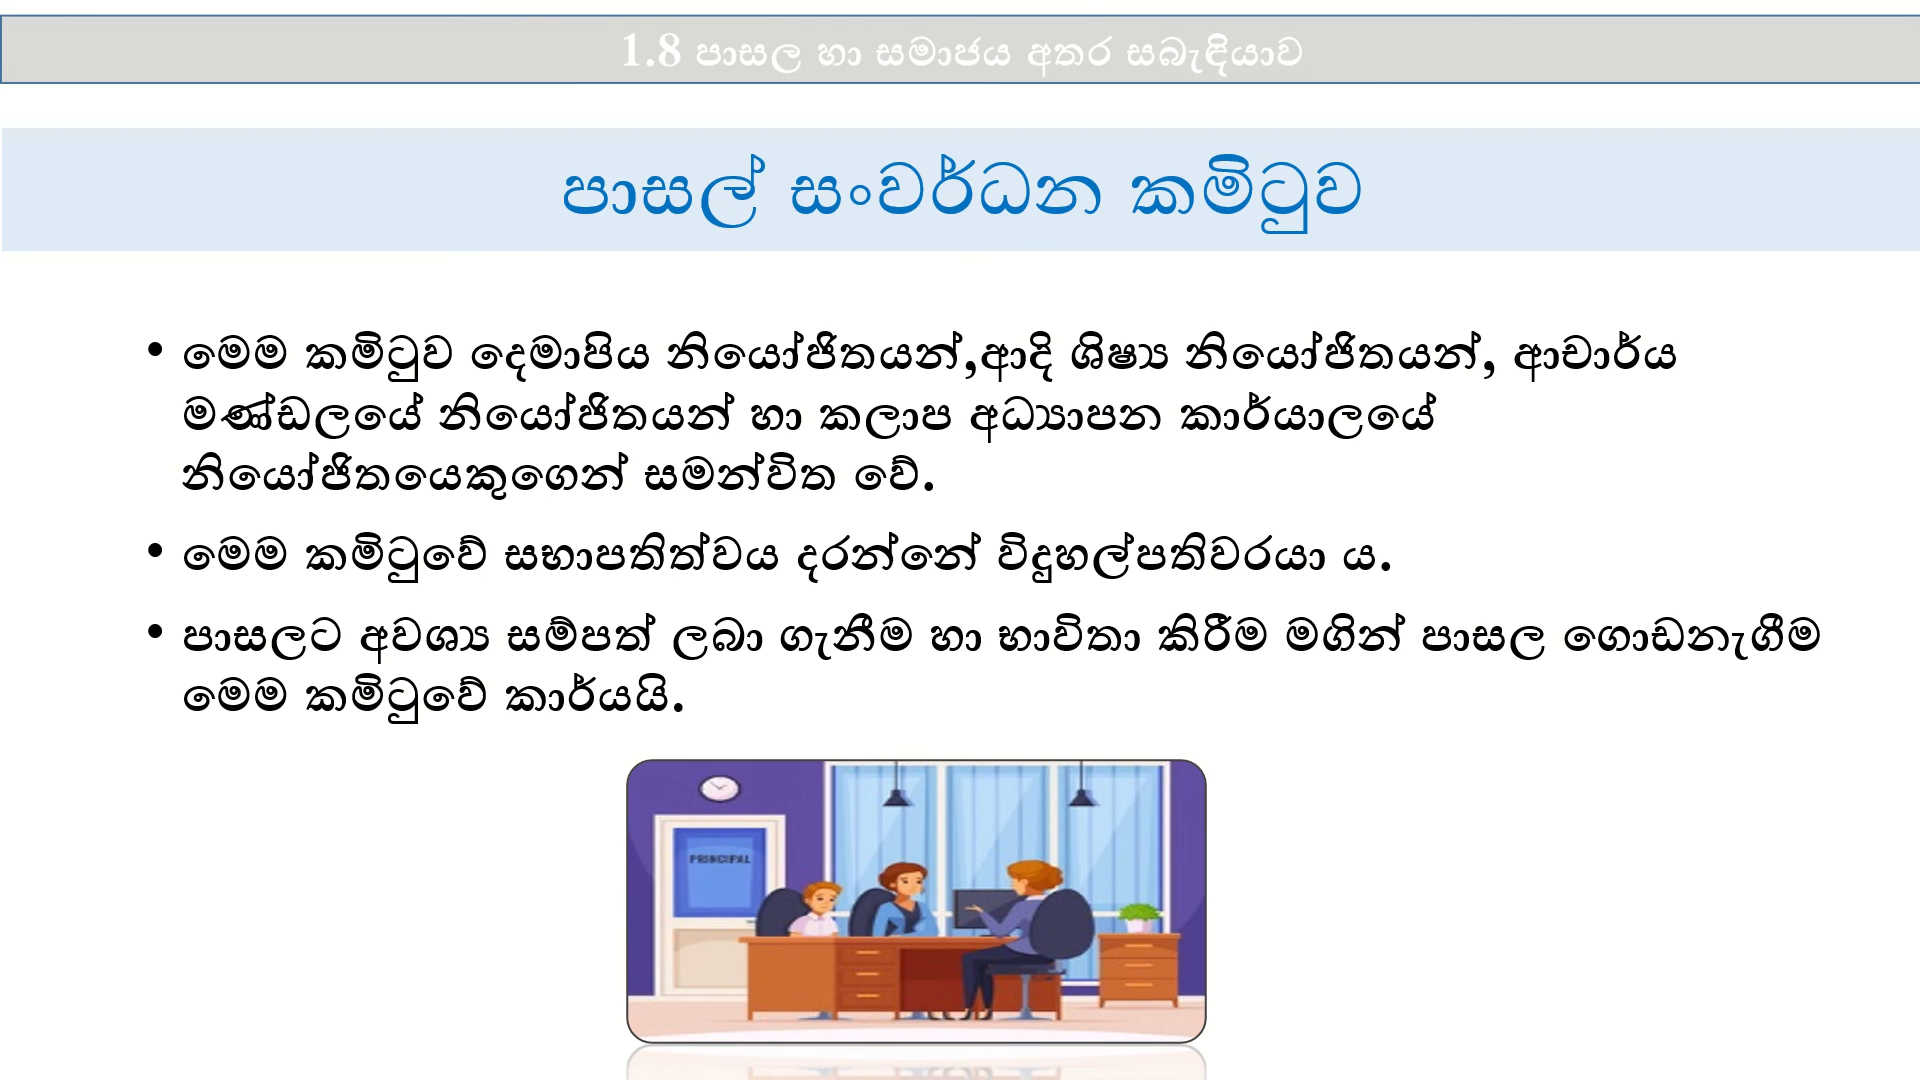 1.8 පාසල හා සමාජය අතර සබැඳියාව
පාසල් සංවර්ධන කමිටුව
• මෙම කමිටුව දෙමාපිය නියෝජිතයන්,ආදි ශිෂ්‍ය නියෝජිතයන්, ආචාර්ය
මණ්ඩලයේ නියෝජිතයන් හා කලාප අධ්‍යාපන කාර්යාලයේ
නියෝජිතයෙකුගෙන් සමන්විත වේ.
• මෙම කමිටුවේ සභාපතිත්වය දරන්නේ විදුහල්පතිවරයා ය.
• පාසලට අවශ්‍ය සම්පත් ලබා ගැනීම හා භාවිතා කිරීම මගින් පාසල ගොඩනැගීම
මෙම කමිටුවේ කාර්යයි.
PRINCIPAL